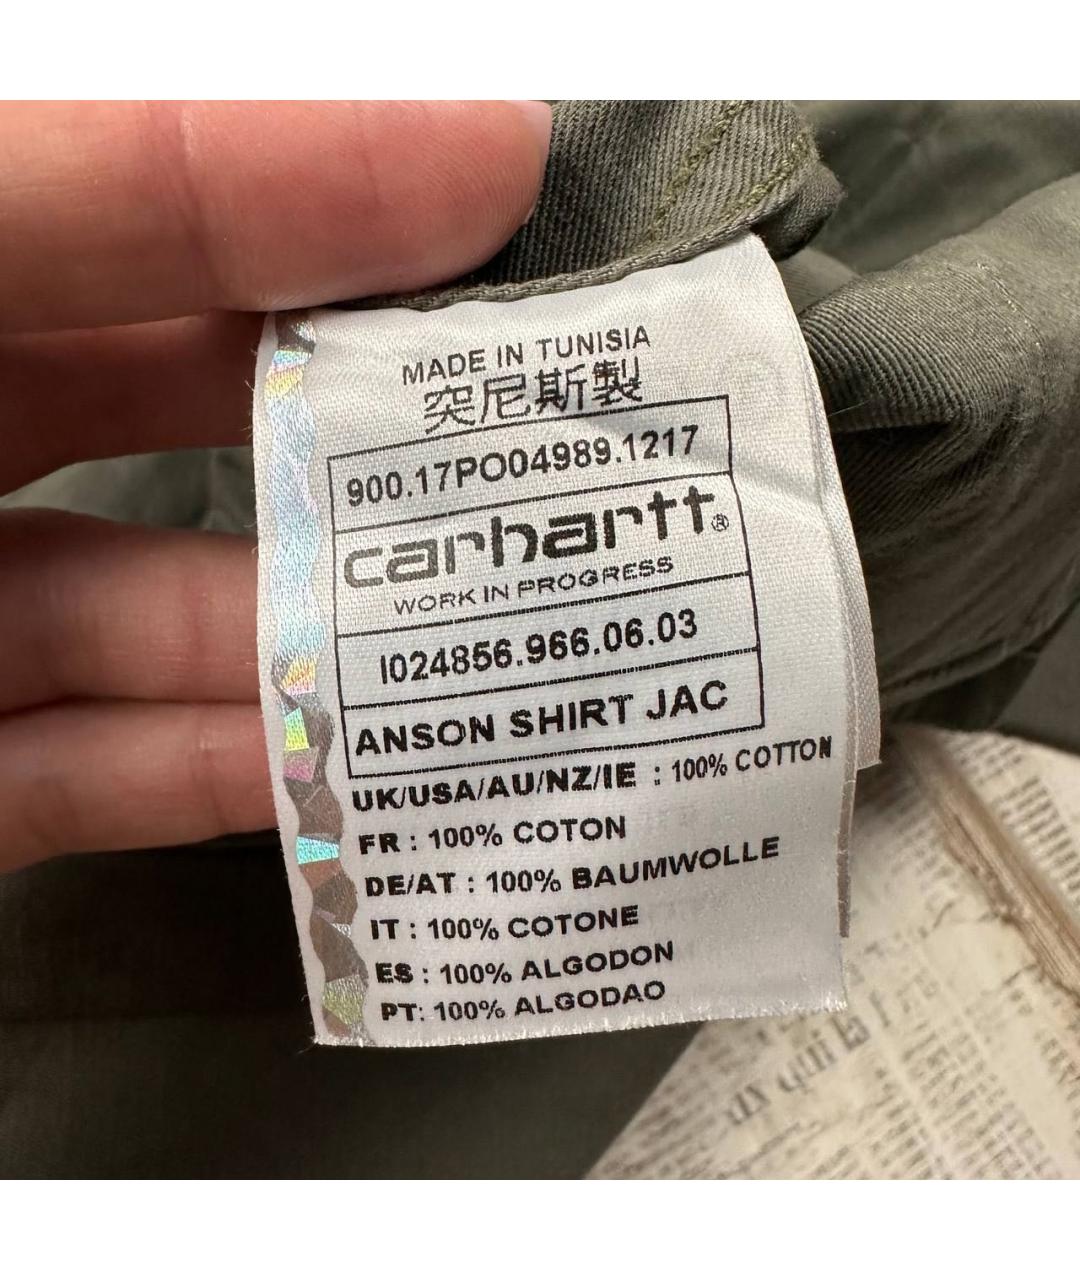 MADE IN TUNISIA
突尼斯製
900.17PO04989.1217
carhartt®
WORK IN PROGRESS
I024856.966.06.03
ANSON SHIRT JAC
UK/USA/AU/NZ/IE : 100% COTTON
FR : 100% COTON
DE/AT : 100% BAUMWOLLE
IT : 100% COTONE
ES : 100% ALGODON
PT: 100% ALGODAO
qui la